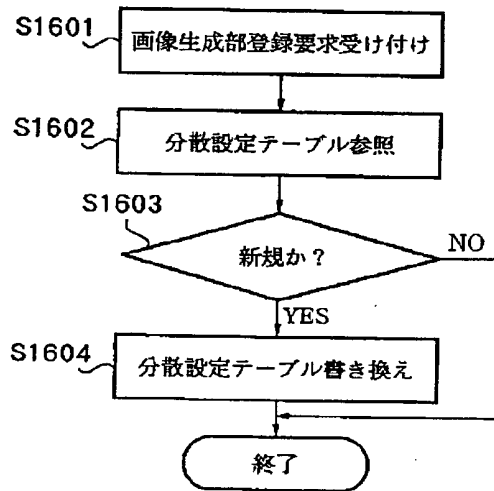 S1601
画像生成部登録要求受け付け
S1602
分散設定テーブル参照
S1603
新規か?
NO
YES
S1604
分散設定テーブル書き換え
終了